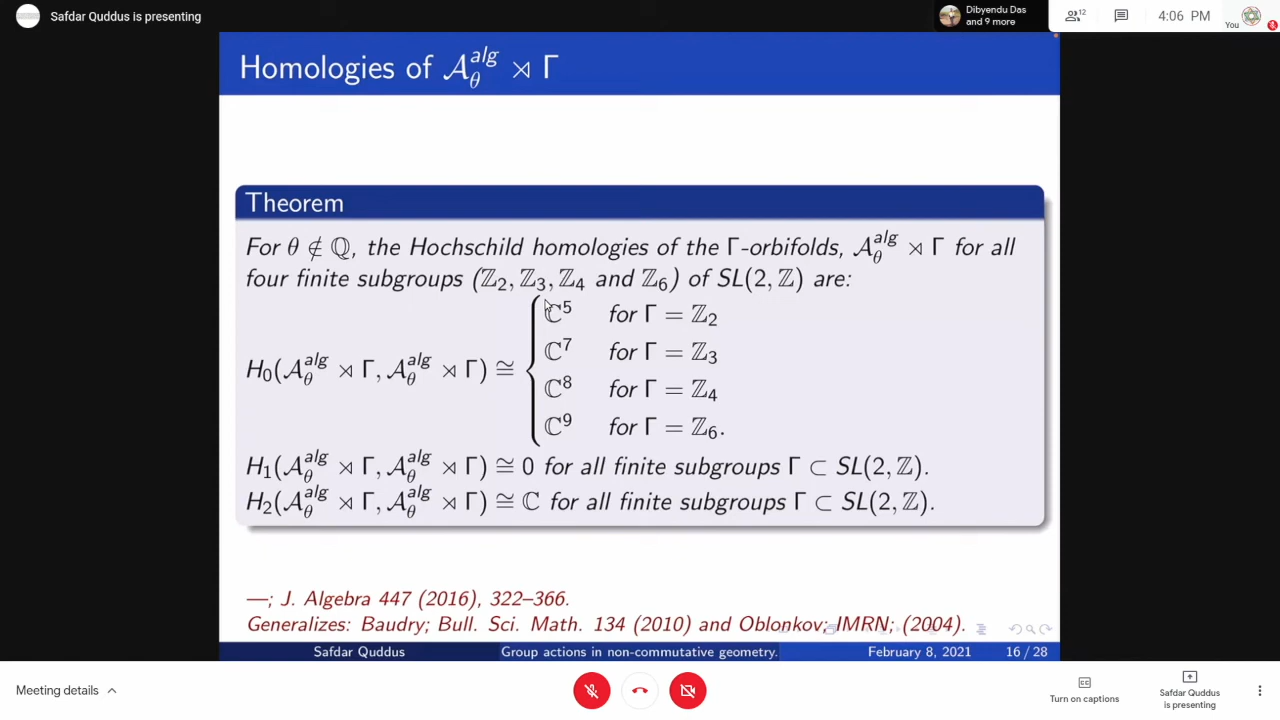 Safdar Quddus is presenting
Dibyendu Das
and 9 more
12
4:06 PM
You
Homologies of 𝒜_θ^{alg} ⋊ Γ
Theorem
For θ ∉ ℚ, the Hochschild homologies of the Γ-orbifolds, 𝒜_θ^{alg} ⋊ Γ for all
four finite subgroups (ℤ₂, ℤ₃, ℤ₄ and ℤ₆) of SL(2, ℤ) are:
H₀(𝒜_θ^{alg} ⋊ Γ, 𝒜_θ^{alg} ⋊ Γ) ≅ {
ℂ⁵ for Γ = ℤ₂
ℂ⁷ for Γ = ℤ₃
ℂ⁸ for Γ = ℤ₄
ℂ⁹ for Γ = ℤ₆.
H₁(𝒜_θ^{alg} ⋊ Γ, 𝒜_θ^{alg} ⋊ Γ) ≅ 0 for all finite subgroups Γ ⊂ SL(2, ℤ).
H₂(𝒜_θ^{alg} ⋊ Γ, 𝒜_θ^{alg} ⋊ Γ) ≅ ℂ for all finite subgroups Γ ⊂ SL(2, ℤ).
—; J. Algebra 447 (2016), 322–366.
Generalizes: Baudry; Bull. Sci. Math. 134 (2010) and Oblonkov; IMRN; (2004).
Safdar Quddus Group actions in non-commutative geometry. February 8, 2021 16 / 28
Meeting details
Turn on captions
Safdar Quddus
is presenting